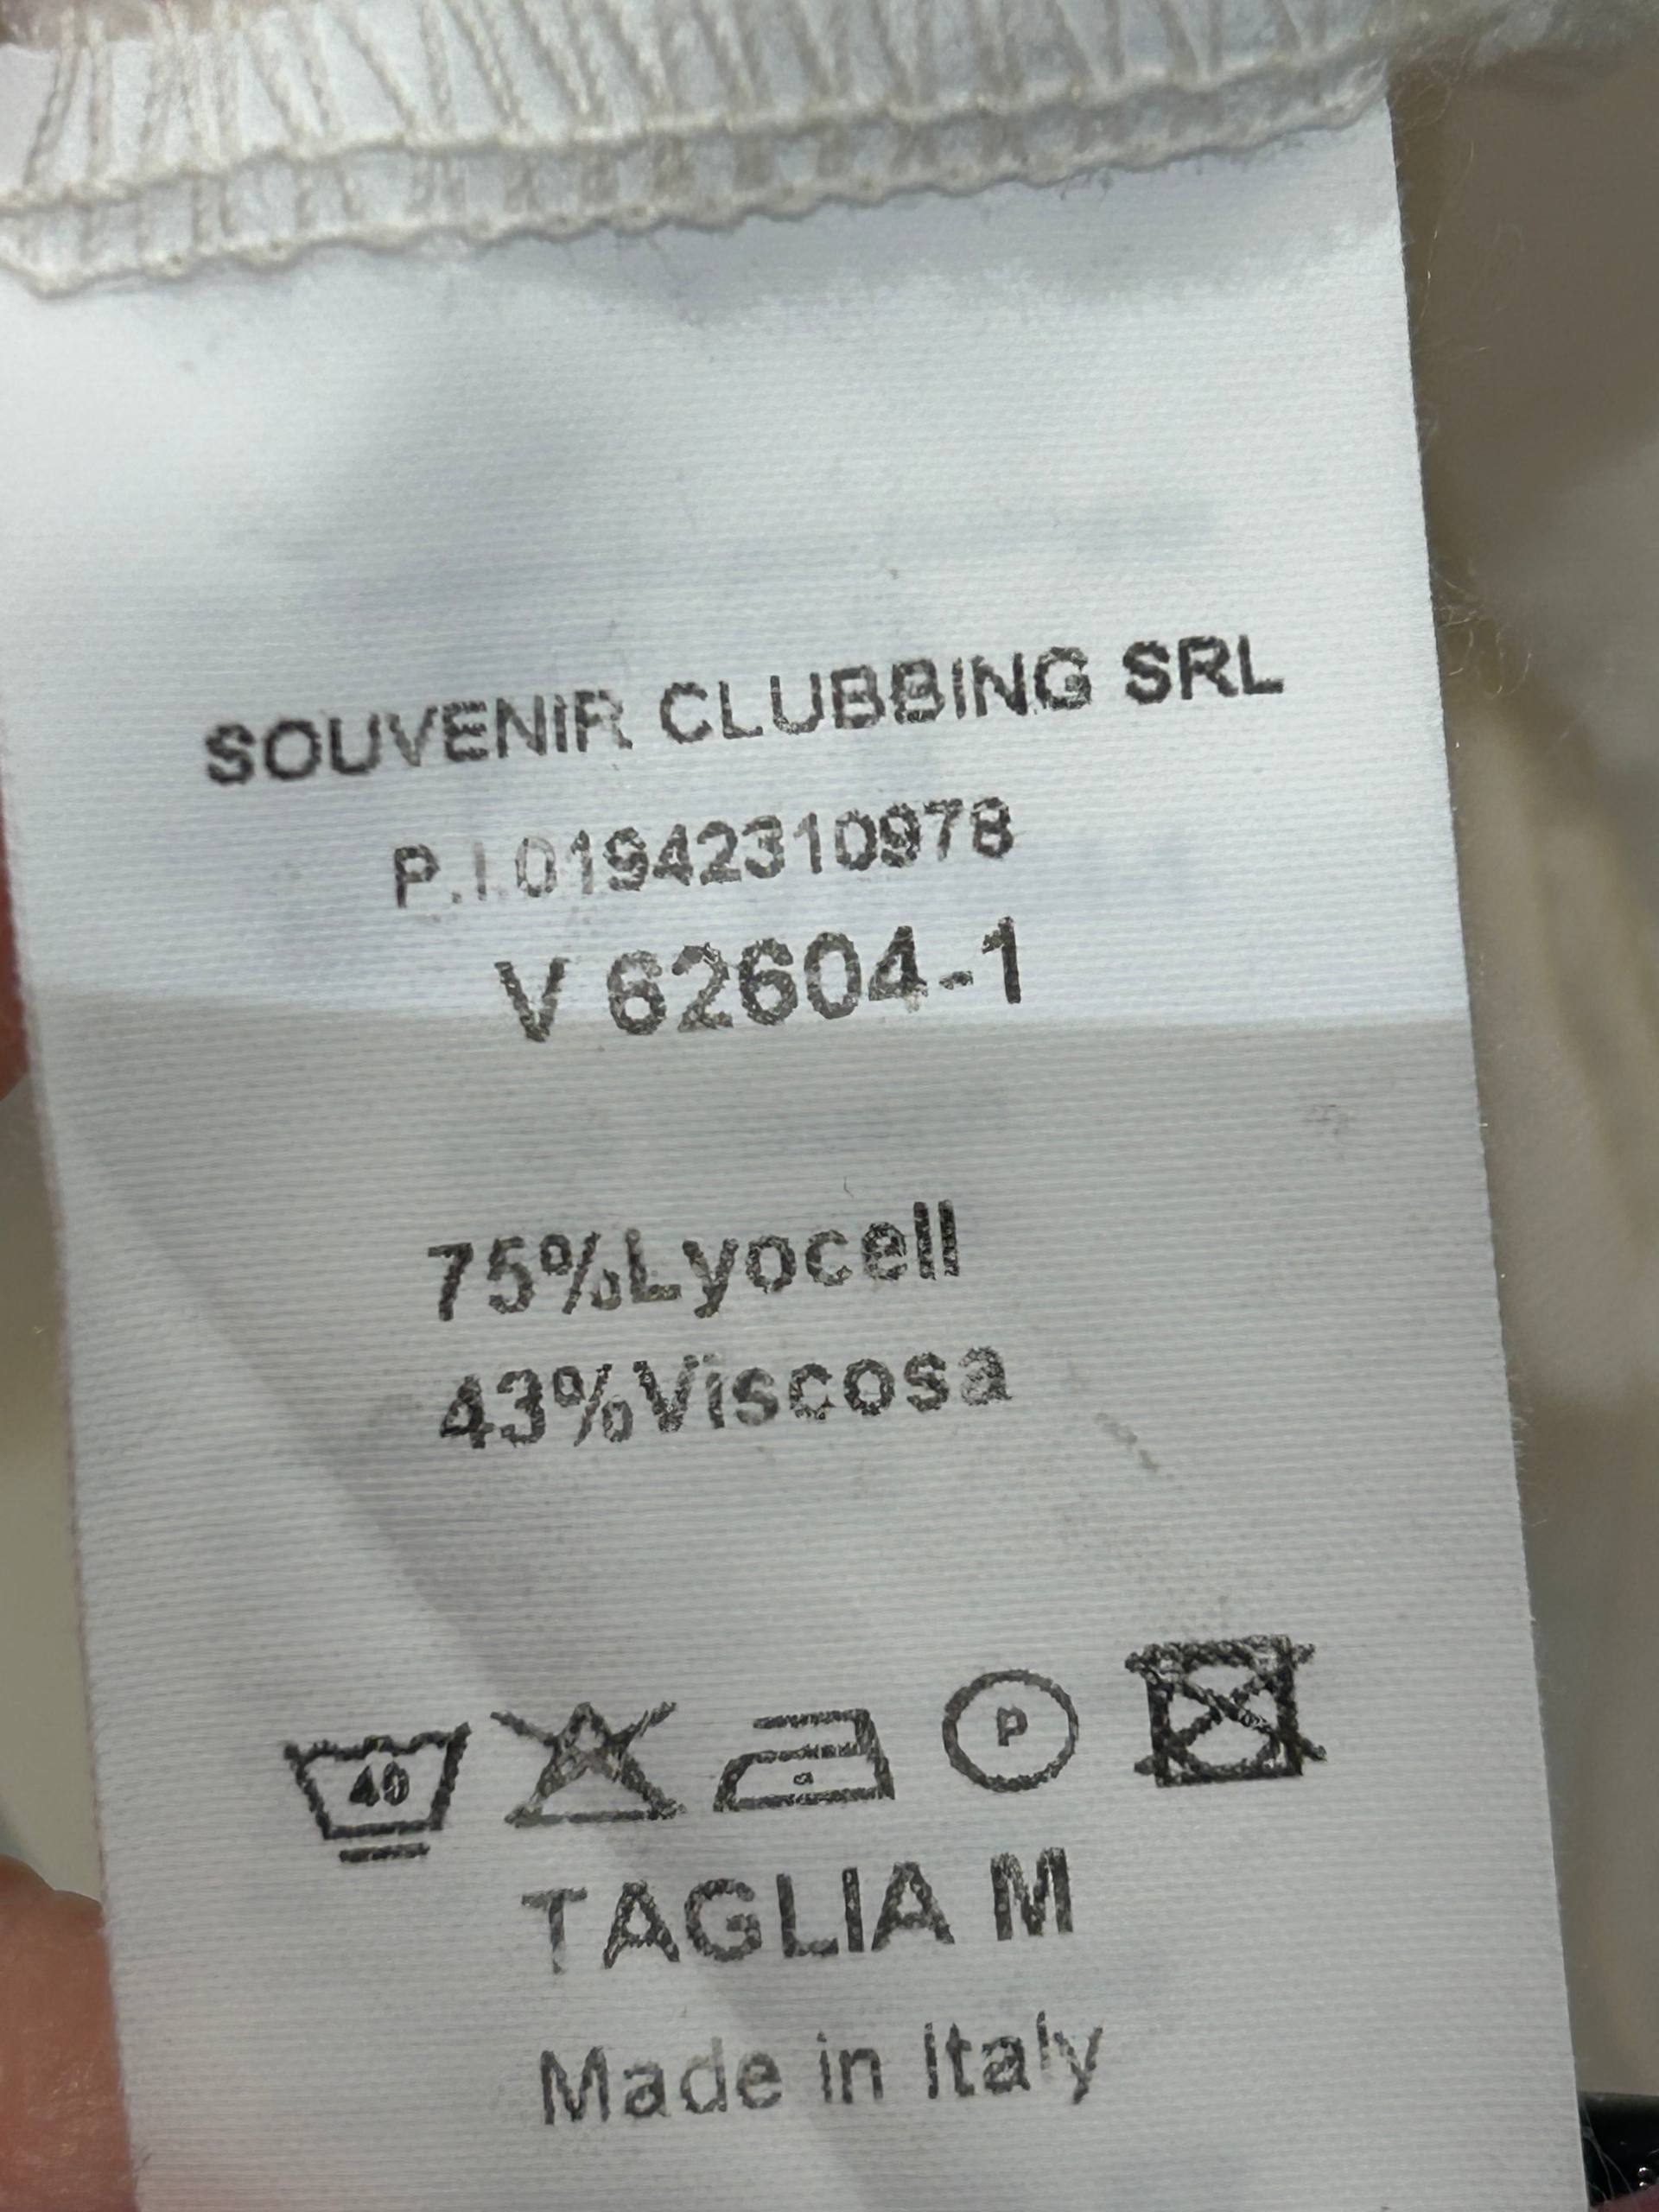 SOUVENIR CLUBBING SRL
P.I.01942310978
V 62604-1
75%Lyocell
43%Viscosa
40
P
TAGLIA M
Made in Italy